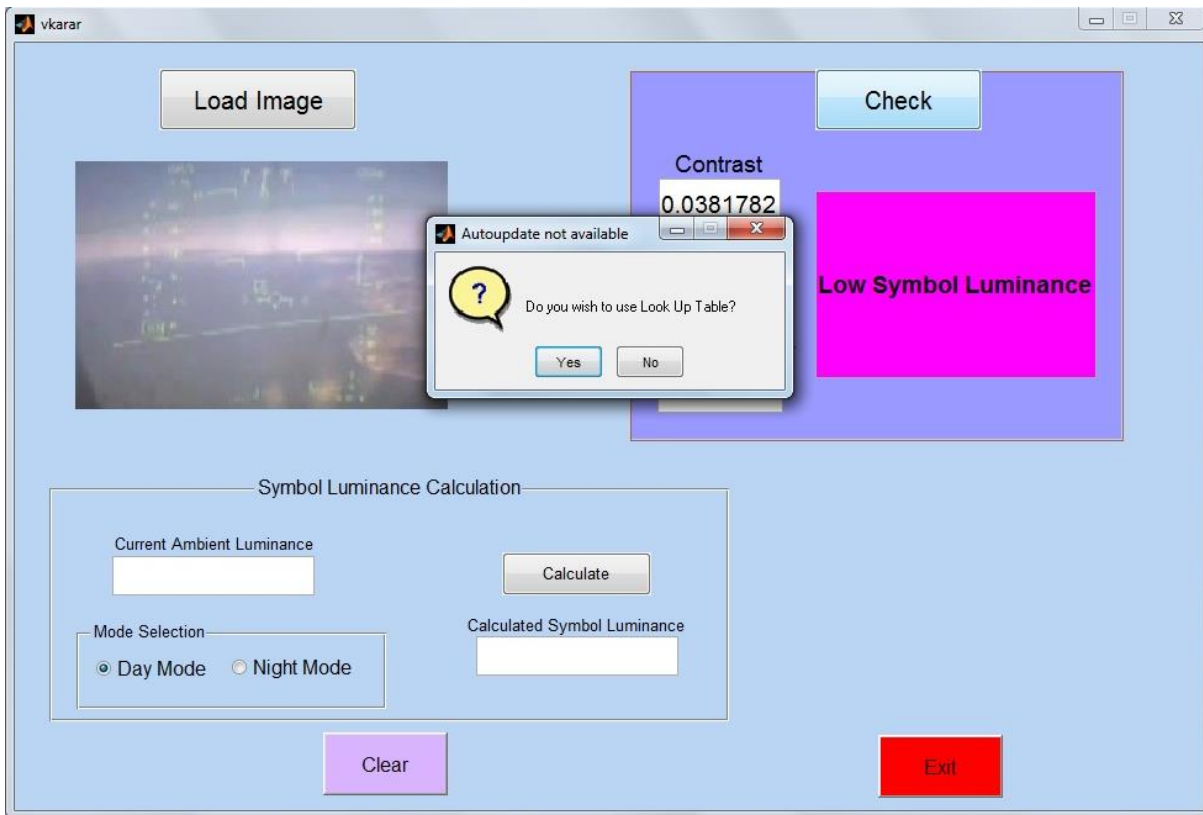 vkarar
Load Image
Check
Contrast
0.0381782
Low Symbol Luminance
Autoupdate not available
?
Do you wish to use Look Up Table?
Yes
No
Symbol Luminance Calculation
Current Ambient Luminance
Calculate
Mode Selection
Day Mode
Night Mode
Calculated Symbol Luminance
Clear
Exit